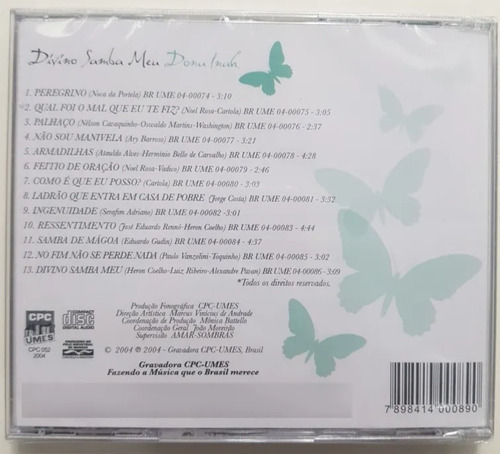 Divino Samba Meu Dona Inah
1. PEREGRINO (Noca da Portela) BR UME 04-00074 - 3:10
2. QUAL FOI O MAL QUE EU TE FIZ? (Noel Rosa-Cartola) BR UME 04-00075 - 3:05
3. PALHAÇO (Nélson Cavaquinho-Oswaldo Martins-Washington) BR UME 04-00076 - 2:37
4. NÃO SOU MANIVELA (Ary Barroso) BR UME 04-00077 - 3:21
5. ARMADILHAS (Ataulfo Alves-Hermínio Bello de Carvalho) BR UME 04-00078 - 4:28
6. FEITIO DE ORAÇÃO (Noel Rosa-Vadico) BR UME 04-00079 - 2:46
7. COMO É QUE EU POSSO? (Cartola) BR UME 04-00080 - 3:03
8. LADRÃO QUE ENTRA EM CASA DE POBRE (Jorge Costa) BR UME 04-00081 - 3:32
9. INGENUIDADE (Serafim Adriano) BR UME 04-00082 - 3:01)
10. RESSENTIMENTO (José Eduardo Rennó-Heron Coelho) BR UME 04-00083 - 4:44
11. SAMBA DE MÁGOA (Eduardo Gudin) BR UME 04-00084 - 4:37
12. NO FIM NÃO SE PERDE NADA (Paulo Vanzolini-Toquinho) BR UME 04-00085 - 3:02
13. DIVINO SAMBA MEU (Heron Coelho-Luiz Ribeiro-Alexandre Pavan) BR UME 04-00086 - 3:09
*Todos os direitos reservados.
Produção Fonográfica CPC-UMES
Direção Artística Marcus Vinícius de Andrade
Coordenação de Produção Mônica Battello
Coordenação Geral João Moreirão
Supervisão AMAR-SOMBRÁS
© 2004 ℗ 2004 - Gravadora CPC-UMES, Brasil
Gravadora CPC-UMES
Fazendo a Música que o Brasil merece
CPC
UMES
CPC 052
2004
COMPACT
disc
DIGITAL AUDIO
7 898414 000890